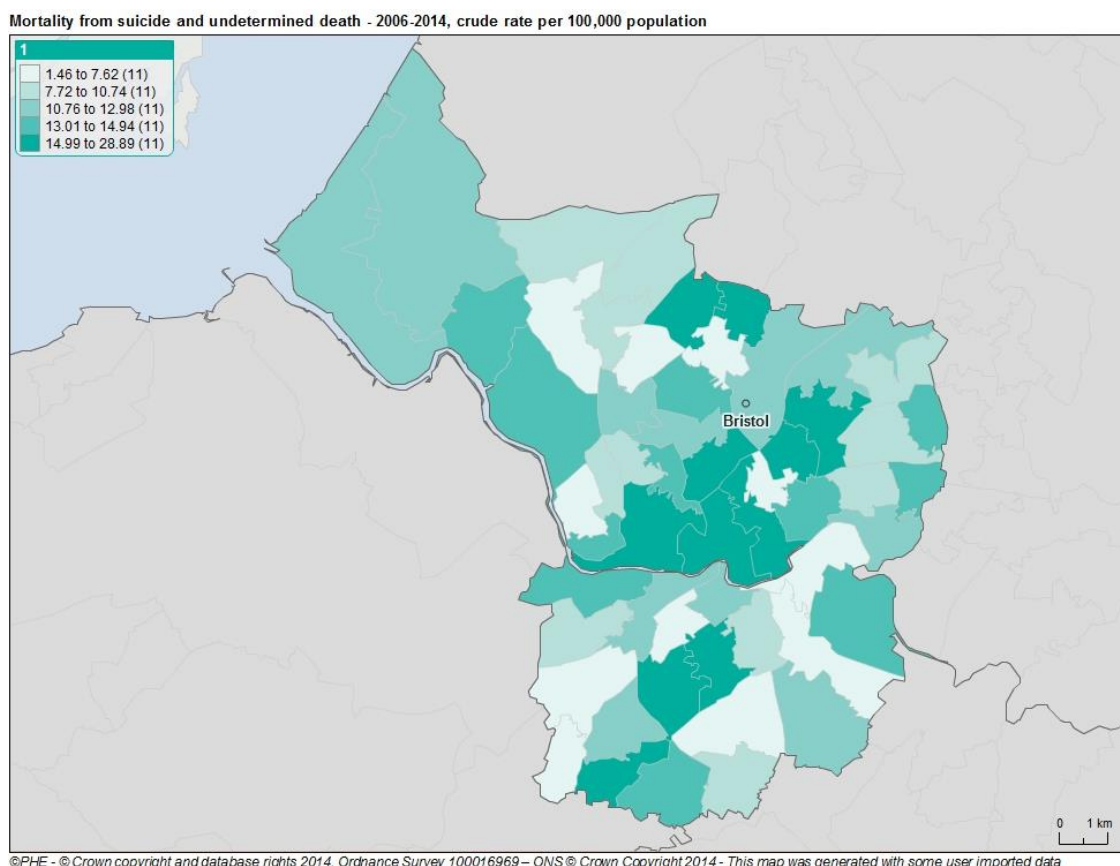 Mortality from suicide and undetermined death - 2006-2014, crude rate per 100,000 population
1
1.46 to 7.62 (11)
7.72 to 10.74 (11)
10.76 to 12.98 (11)
13.01 to 14.94 (11)
14.99 to 28.89 (11)
Bristol
0 1 km
©PHE - © Crown copyright and database rights 2014, Ordnance Survey 100016969 – ONS © Crown Copyright 2014 - This map was generated with some user imported data